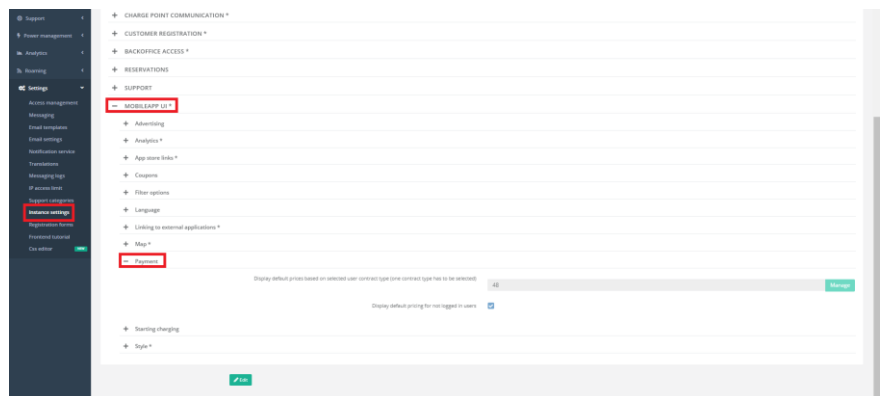 Support
Power management
Analytics
Roaming
Settings
Access management
Messaging
Email templates
Email settings
Notification service
Translations
Messaging logs
IP access limit
Support categories
Instance settings
Registration forms
Frontend tutorial
Css editor NEW
CHARGE POINT COMMUNICATION *
CUSTOMER REGISTRATION *
BACKOFFICE ACCESS *
RESERVATIONS
SUPPORT
MOBILEAPP UI *
Advertising
Analytics *
App store links *
Coupons
Filter options
Language
Linking to external applications *
Map *
Payment
Display default prices based on selected user contract type (one contract type has to be selected)
48 Manage
Display default pricing for not logged in users
Starting charging
Style *
Edit